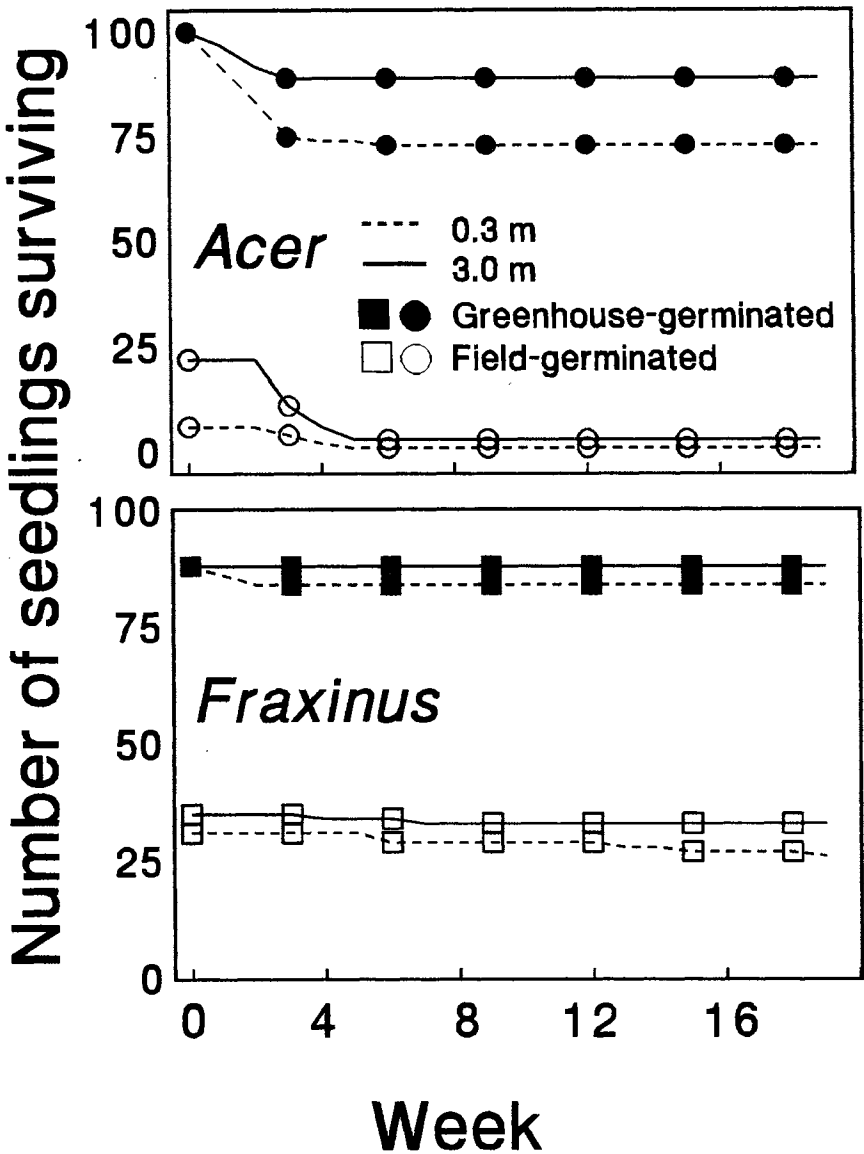 Number of seedlings surviving
100
75
50
25
0
Acer
0.3 m
3.0 m
Greenhouse-germinated
Field-germinated
100
75
50
25
0
Fraxinus
0 4 8 12 16
Week